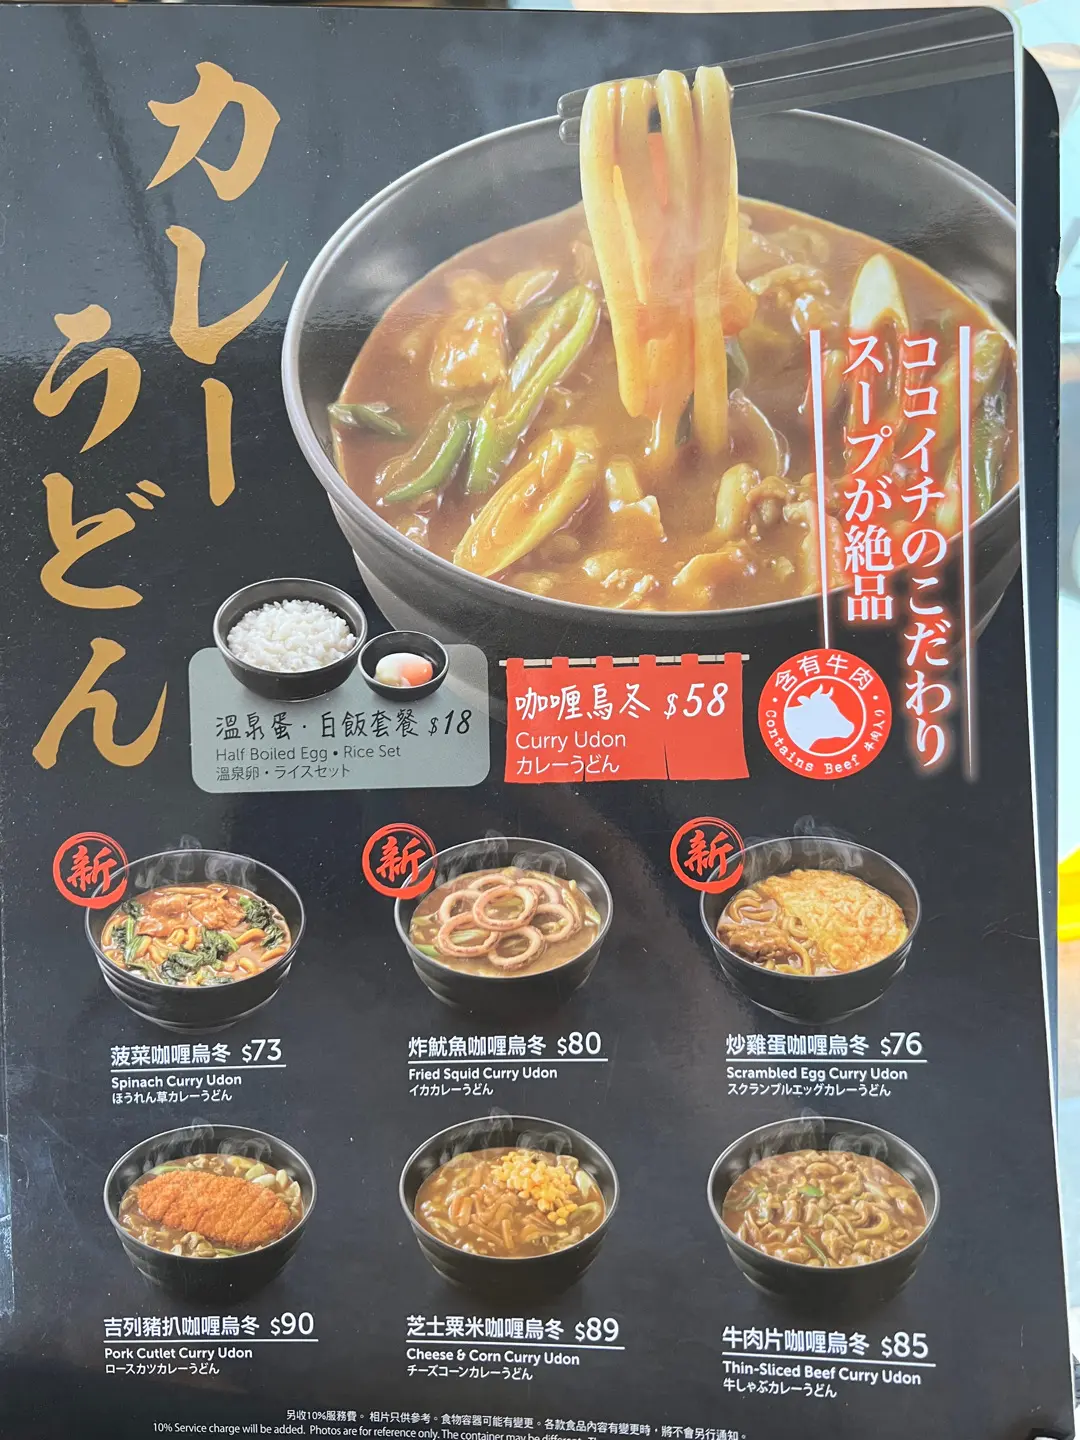 カレー
うどん
ココイチのこだわり
スープが絶品
溫泉蛋・白飯套餐 $18
Half Boiled Egg • Rice Set
温泉卵・ライスセット
咖喱烏冬 $58
Curry Udon
カレーうどん
含有牛肉
Contains Beef 牛肉入り
新
新
新
菠菜咖喱烏冬 $73
Spinach Curry Udon
ほうれん草カレーうどん
炸魷魚咖喱烏冬 $80
Fried Squid Curry Udon
イカカレーうどん
炒雞蛋咖喱烏冬 $76
Scrambled Egg Curry Udon
スクランブルエッグカレーうどん
吉列豬扒咖喱烏冬 $90
Pork Cutlet Curry Udon
ロースカツカレーうどん
芝士粟米咖喱烏冬 $89
Cheese & Corn Curry Udon
チーズコーンカレーうどん
牛肉片咖喱烏冬 $85
Thin-Sliced Beef Curry Udon
牛しゃぶカレーうどん
另收10%服務費。相片只供參考。食物容器可能有變更。各款食品內容有變更時，將不會另行通知。
10% Service charge will be added. Photos are for reference only. The container may be